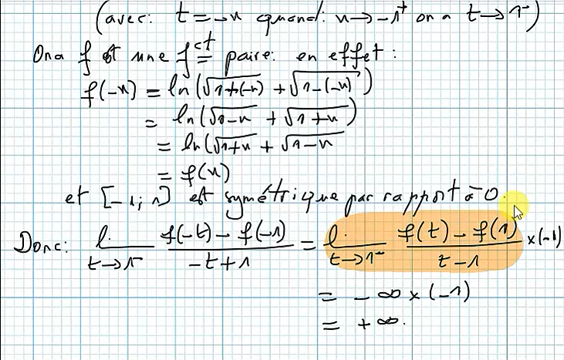 (avec: t = -x quand: x → -1⁺ on a t → 1⁻)
On a f est une fct paire: en effet:
f(-x) = ln(√1+(-x) + √1-(-x))
= ln(√1-x + √1+x)
= ln(√1+x + √1-x)
= f(x)
et [-1; 1] est symétrique par rapport à 0.
Donc: l. t→1⁻ f(-t) - f(-1) / -t+1 = l. t→1⁻ f(t) - f(1) / t-1 ×(-1)
= -∞ × (-1)
= +∞.